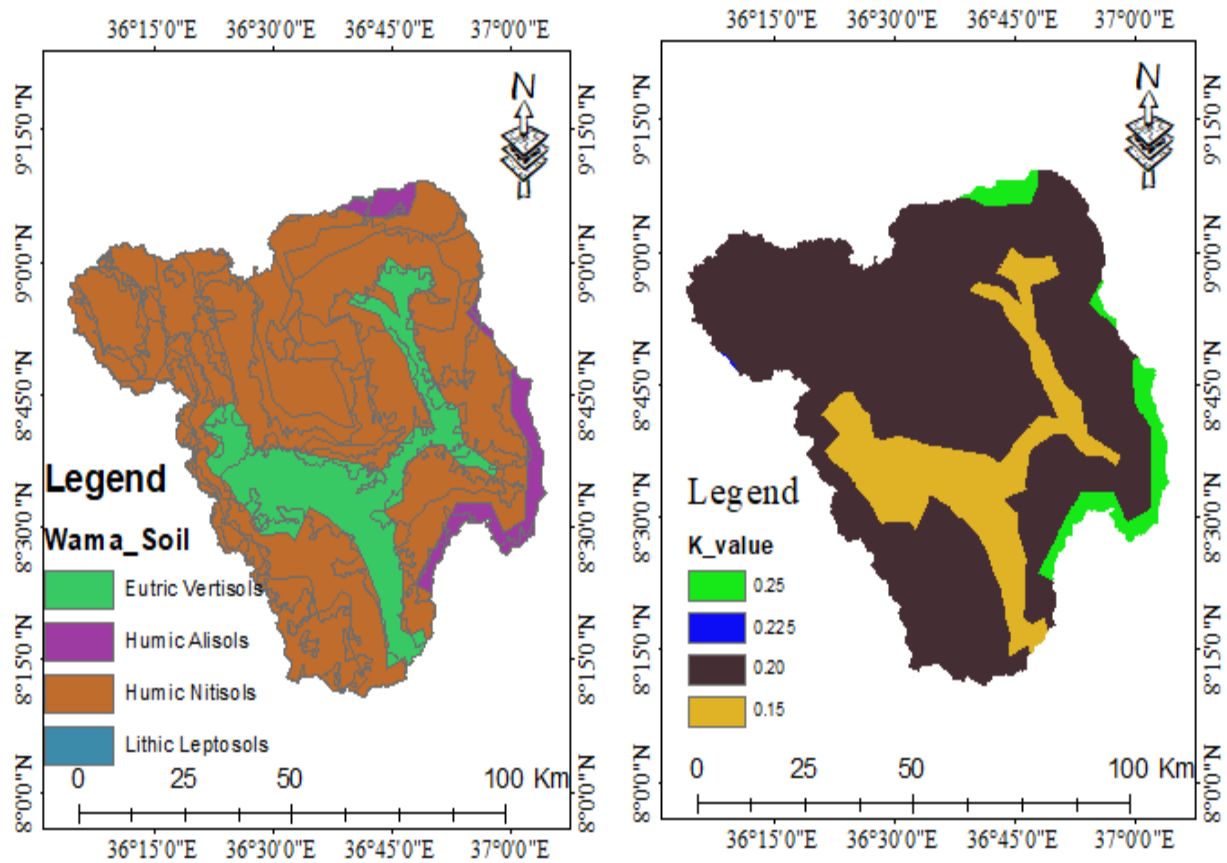 36°15'0"E 36°30'0"E 36°45'0"E 37°0'0"E
N
9°15'0"N
9°0'0"N
8°45'0"N
8°30'0"N
8°15'0"N
8°0'0"N
9°15'0"N
9°0'0"N
8°45'0"N
8°30'0"N
8°15'0"N
8°0'0"N
Legend
Wama_Soil
Eutric Vertisols
Humic Alisols
Humic Nitisols
Lithic Leptosols
0 25 50 100 Km
36°15'0"E 36°30'0"E 36°45'0"E 37°0'0"E
36°15'0"E 36°30'0"E 36°45'0"E 37°0'0"E
N
9°15'0"N
9°0'0"N
8°45'0"N
8°30'0"N
8°15'0"N
8°0'0"N
9°15'0"N
9°0'0"N
8°45'0"N
8°30'0"N
8°15'0"N
8°0'0"N
Legend
K_value
0.25
0.225
0.20
0.15
0 25 50 100 Km
36°15'0"E 36°30'0"E 36°45'0"E 37°0'0"E